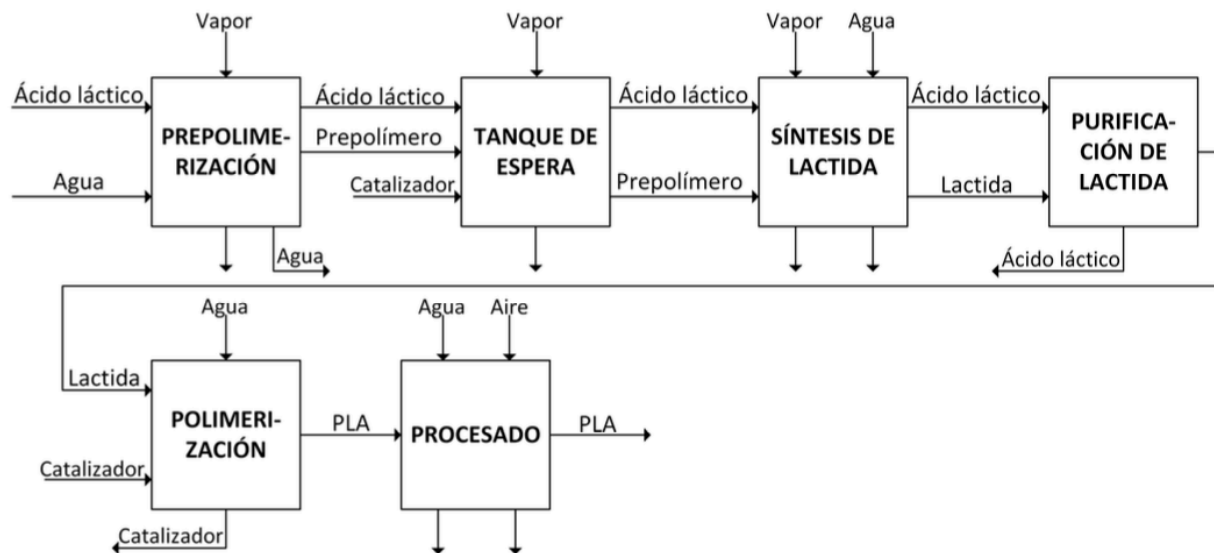 Vapor
Vapor
Vapor Agua
Ácido láctico
Ácido láctico
Ácido láctico
Ácido láctico
PREPOLIME-
RIZACIÓN
Prepolímero
TANQUE DE
ESPERA
SÍNTESIS DE
LACTIDA
PURIFICA-
CIÓN DE
LACTIDA
Agua
Catalizador
Prepolímero
Lactida
Agua
Ácido láctico
Agua
Agua Aire
Lactida
POLIMERI-
ZACIÓN
PLA
PROCESADO
PLA
Catalizador
Catalizador